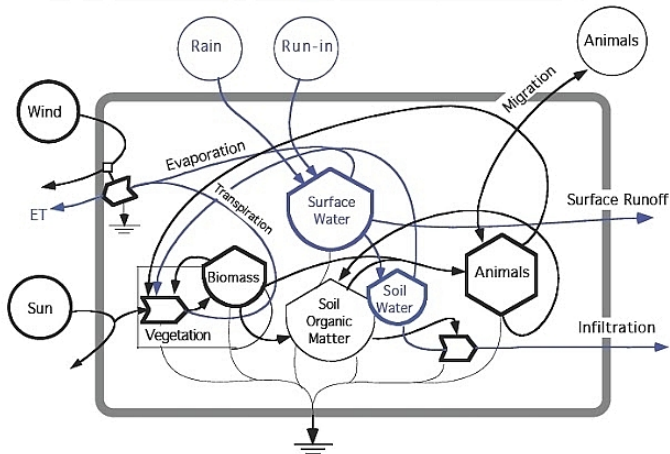 Rain
Run-in
Animals
Wind
Migration
Evaporation
Transpiration
ET
Surface
Water
Surface Runoff
Biomass
Animals
Soil
Water
Sun
Soil
Organic
Matter
Vegetation
Infiltration